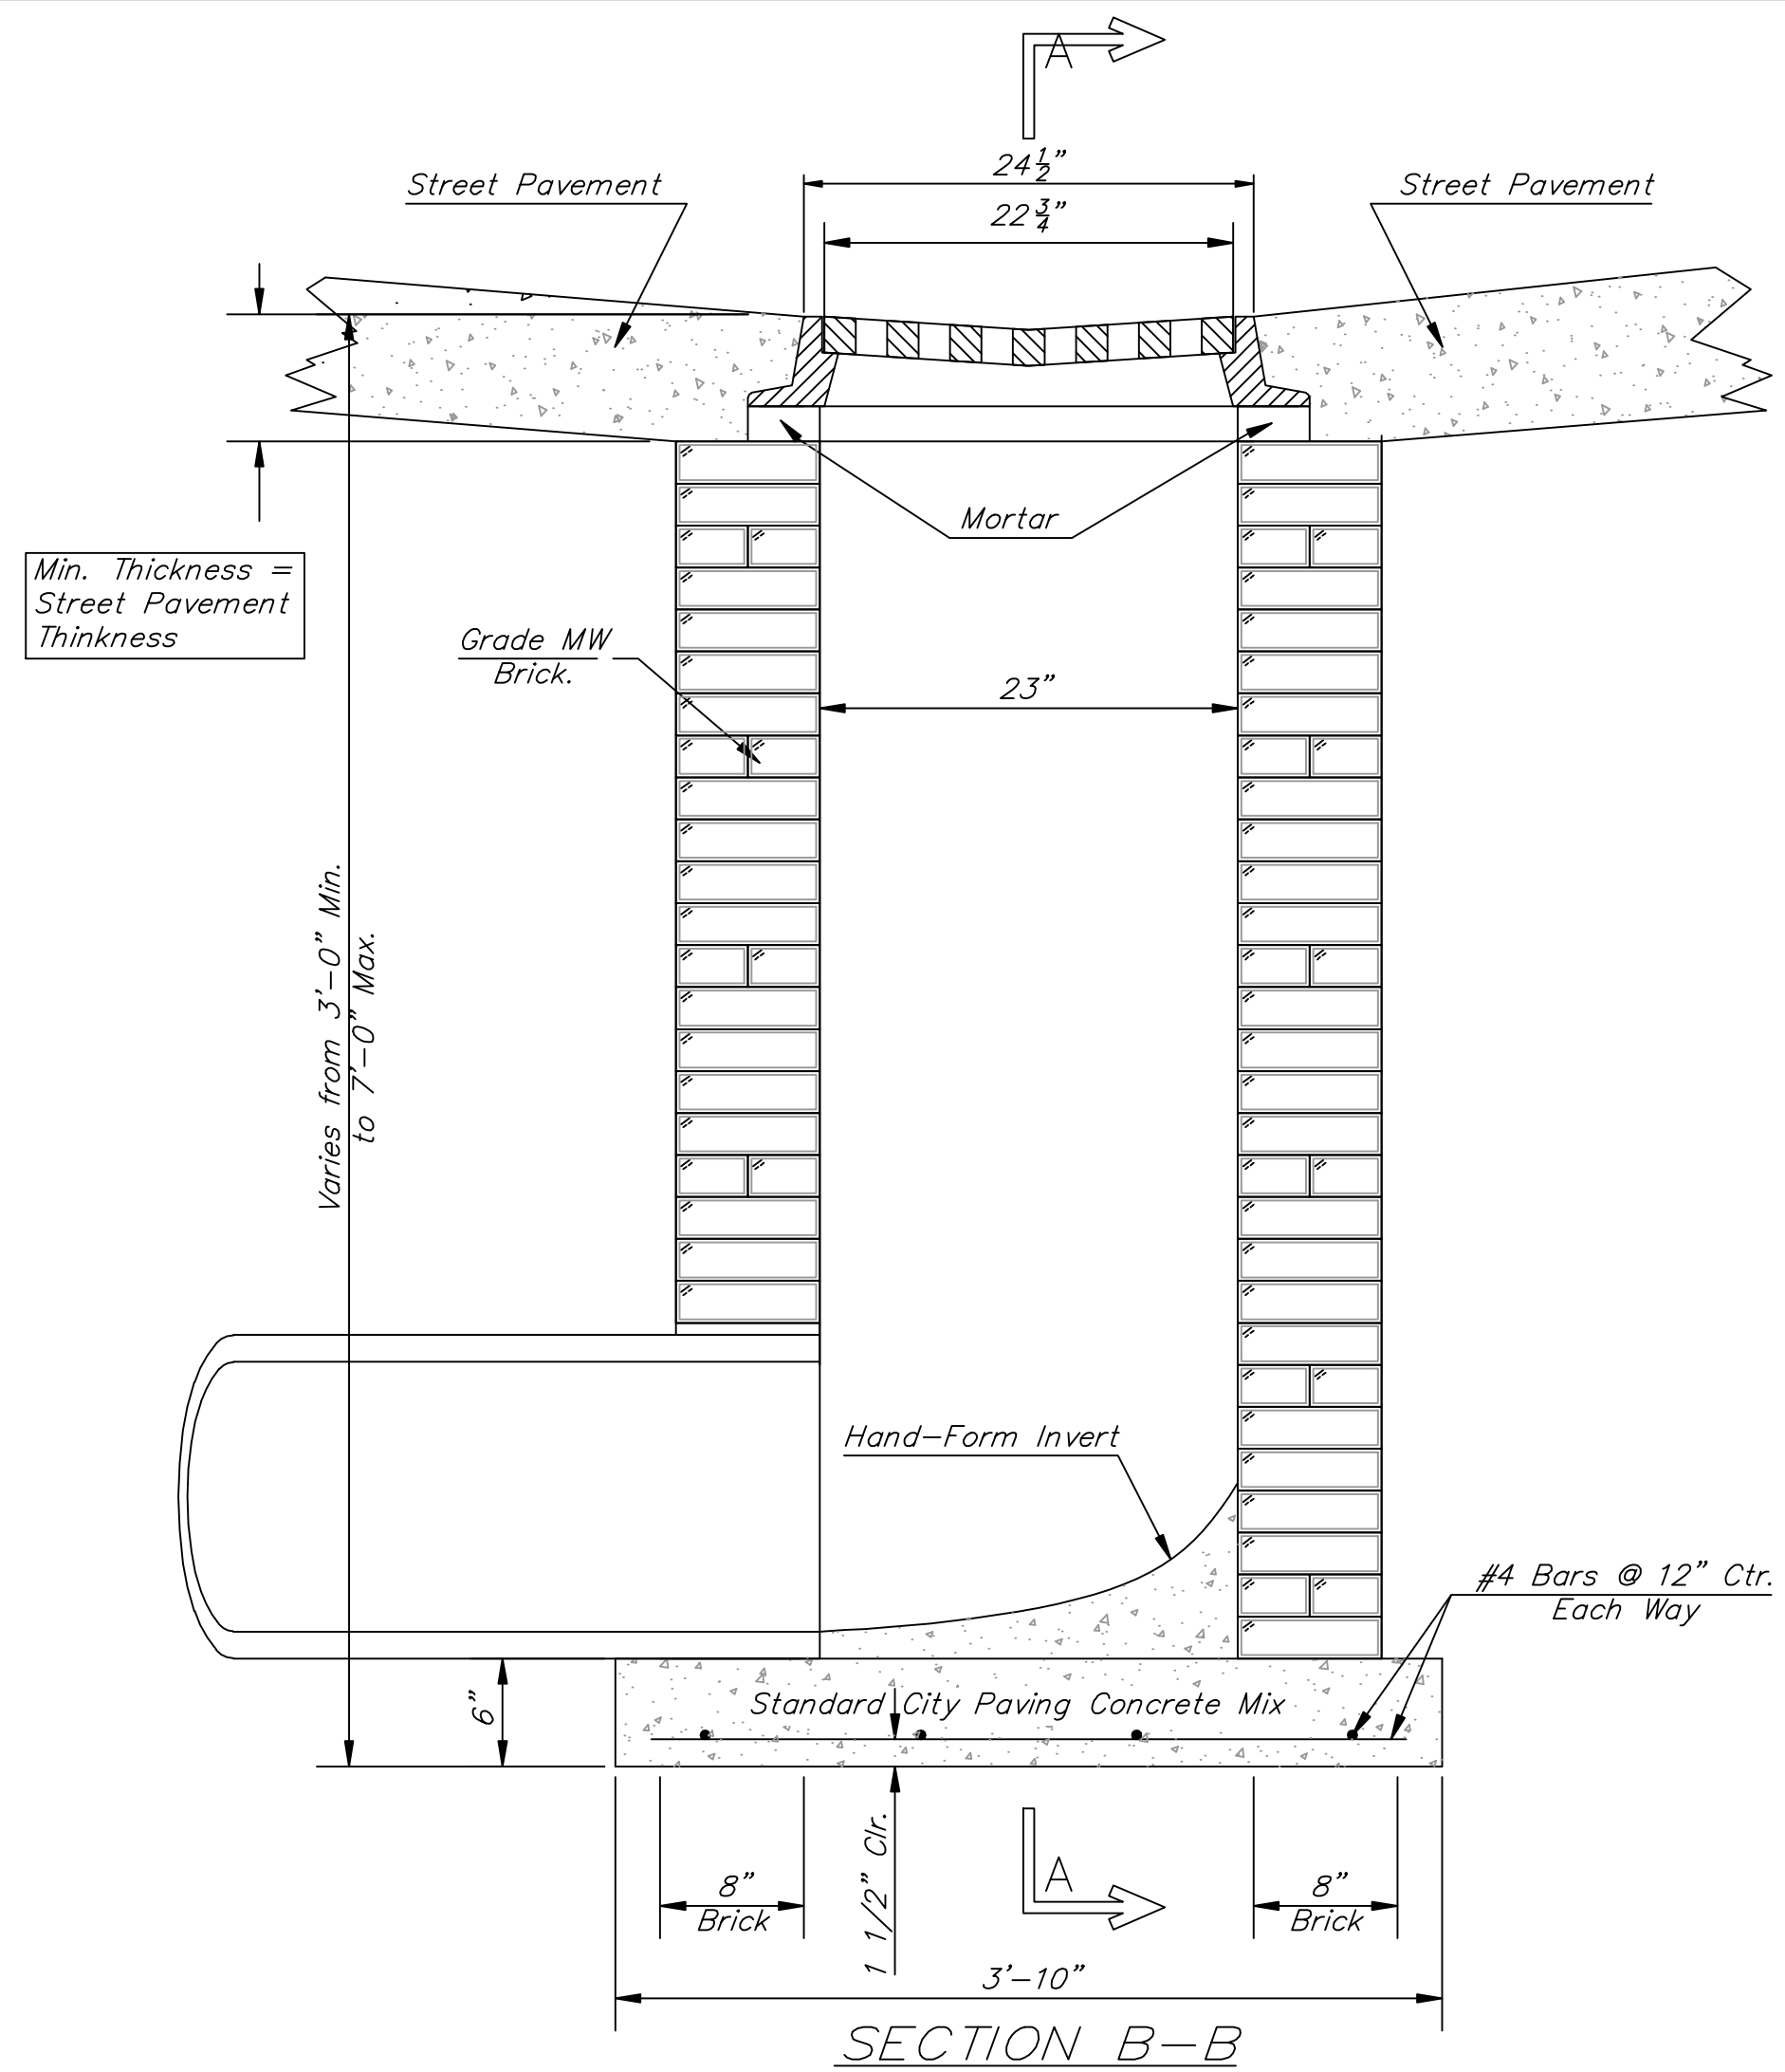 A
24 1/2"
22 3/4"
Street Pavement
Street Pavement
Mortar
Min. Thickness =
Street Pavement
Thinkness
Grade MW
Brick.
23"
Varies from 3'-0" Min.
to 7'-0" Max.
Hand-Form Invert
#4 Bars @ 12" Ctr.
Each Way
6"
Standard City Paving Concrete Mix
1 1/2" Clr.
8"
Brick
A
8"
Brick
3'-10"
SECTION B-B